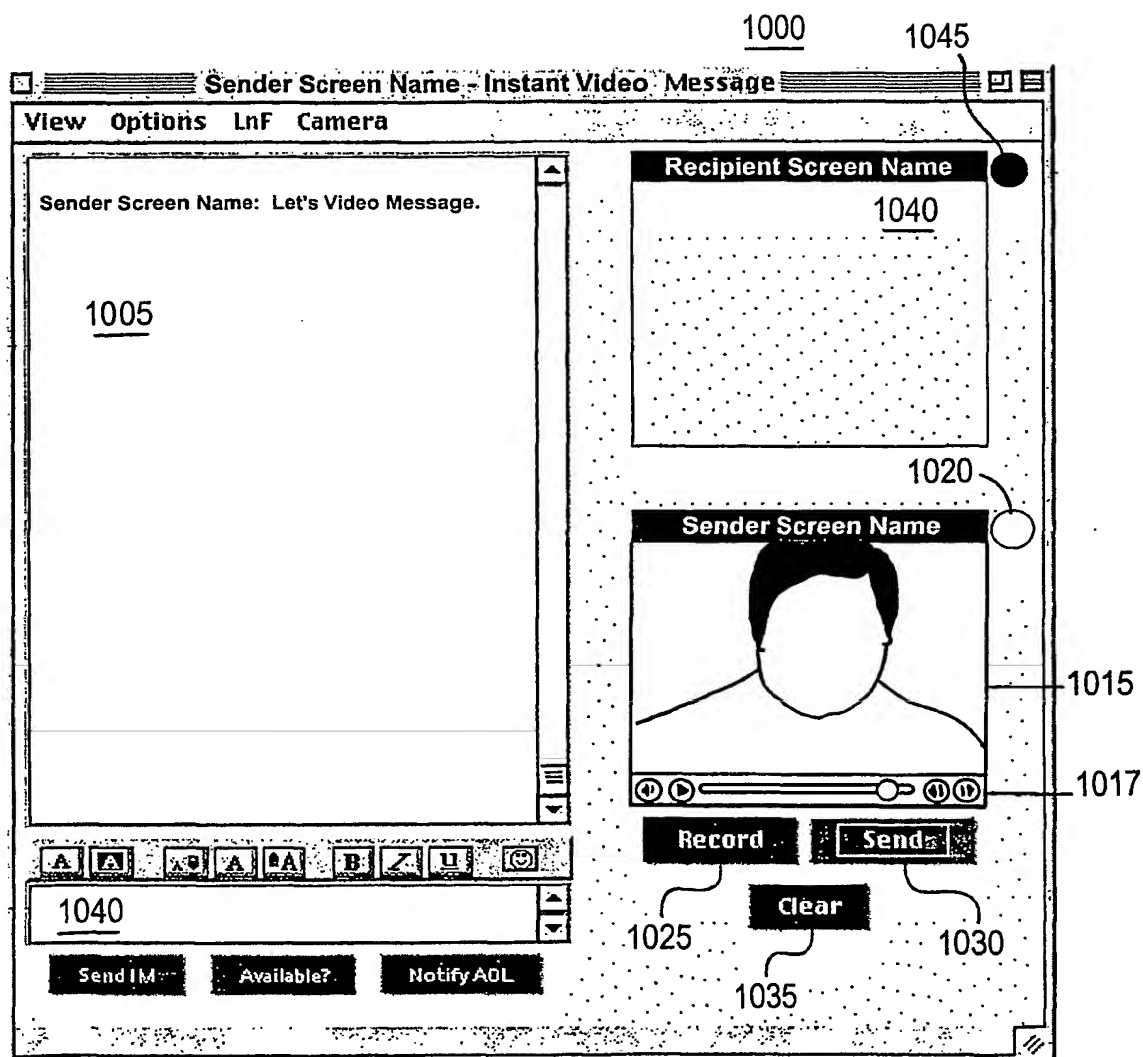 1000
1045
Sender Screen Name - Instant Video Message
View Options LnF Camera
Recipient Screen Name
1040
Sender Screen Name: Let's Video Message.
1005
1020
Sender Screen Name
1015
1017
A A A A A B I U
Record Send
1040
Clear
1025
1030
Send IM Available? Notify AOL
1035